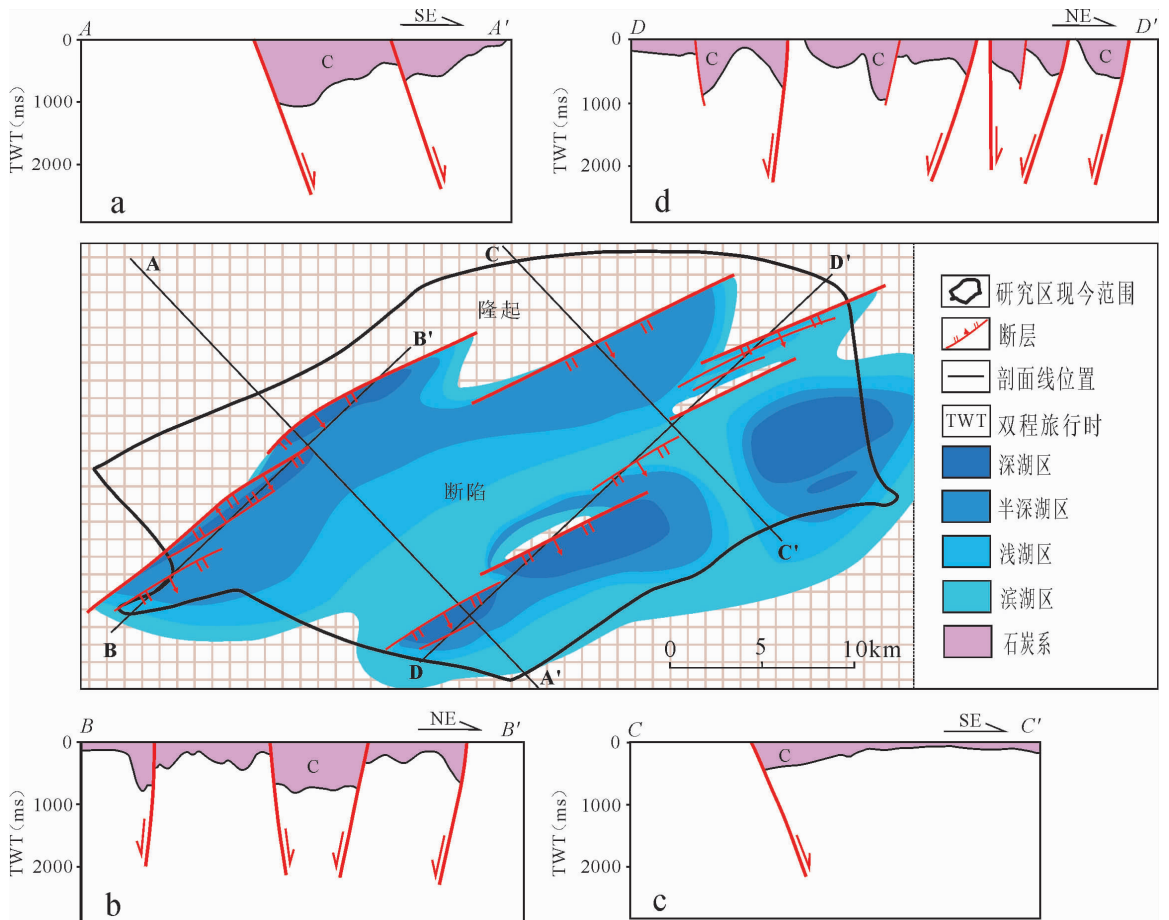 A
SE
A'
0
1000
2000
TWT(ms)
C
a
D
NE
D'
0
1000
2000
TWT(ms)
C
C
C
d
A
C
D'
隆起
B'
断陷
B
D
A'
C'
0 5 10km
研究区现今范围
断层
剖面线位置
TWT 双程旅行时
深湖区
半深湖区
浅湖区
滨湖区
石炭系
B
NE
B'
0
1000
2000
TWT(ms)
C
b
C
SE
C'
0
1000
2000
TWT(ms)
C
c